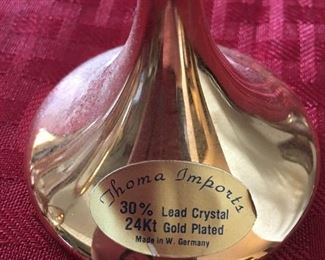 Thoma Imports
30% Lead Crystal
24Kt Gold Plated
Made in W. Germany